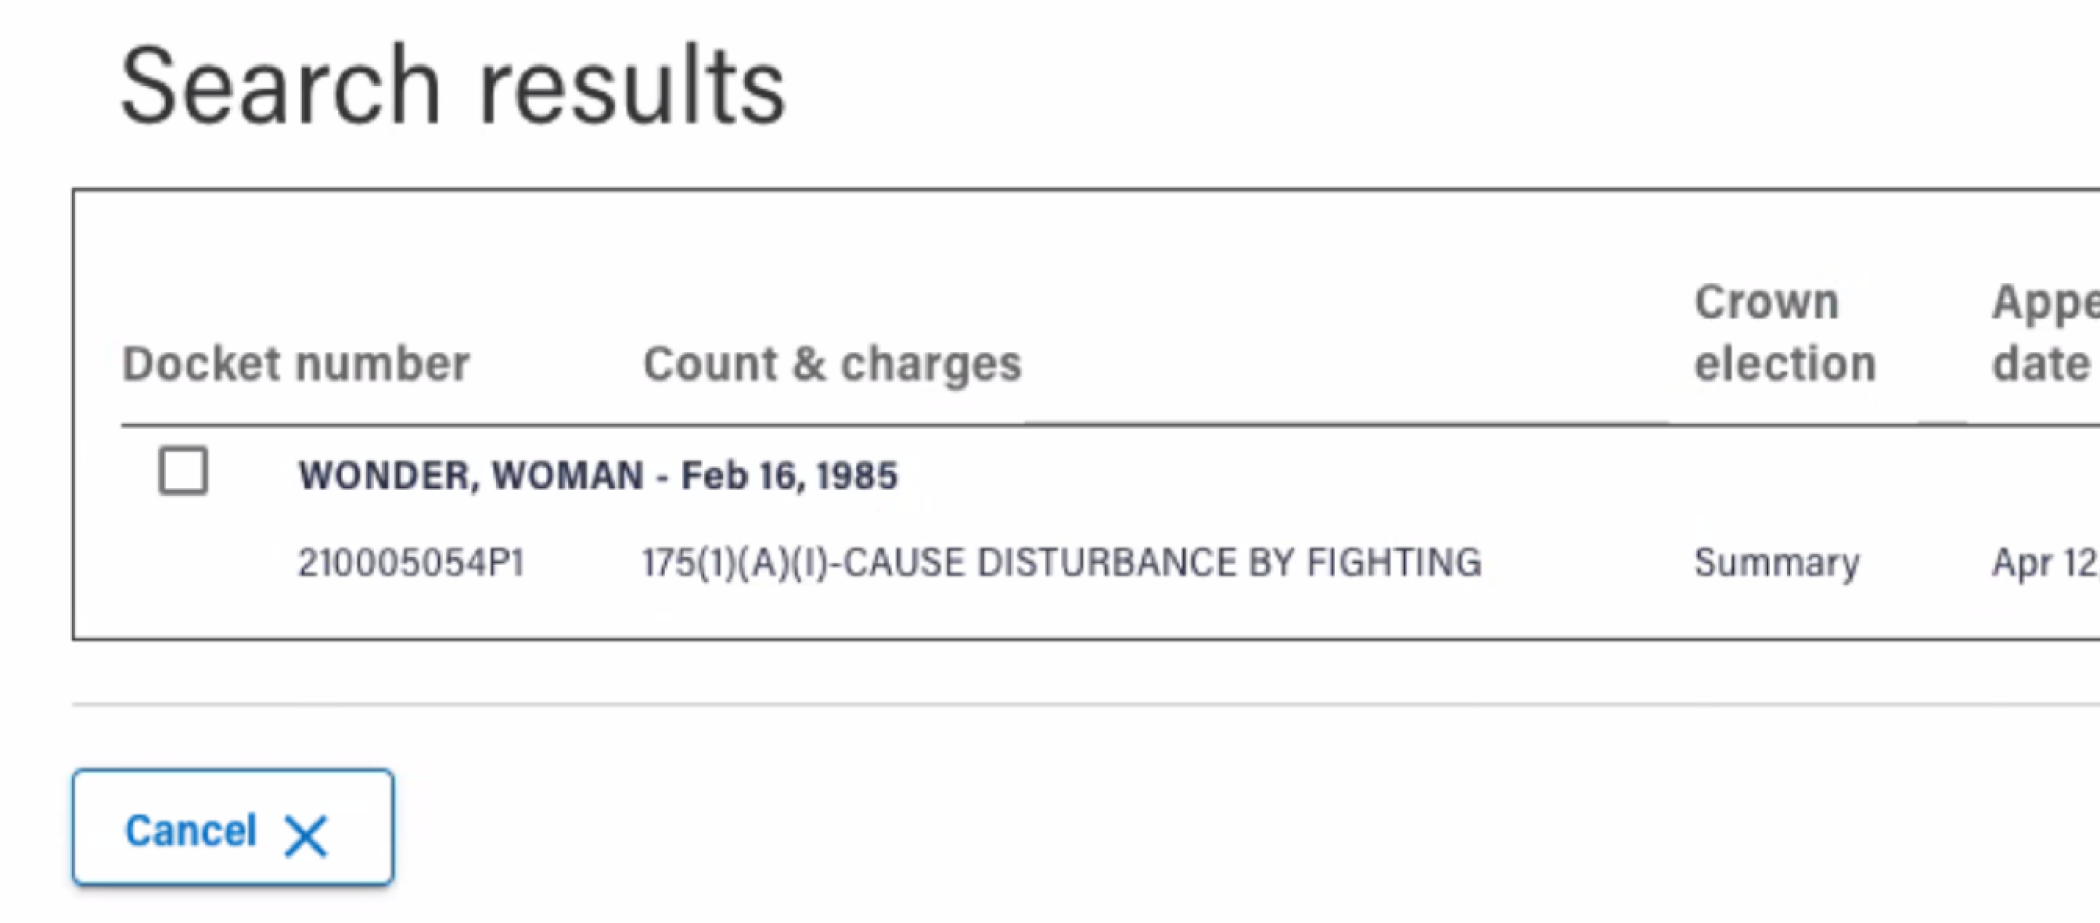 Search results
Docket number Count & charges Crown election Appe date
WONDER, WOMAN - Feb 16, 1985
210005054P1 175(1)(A)(I)-CAUSE DISTURBANCE BY FIGHTING Summary Apr 12,
Cancel